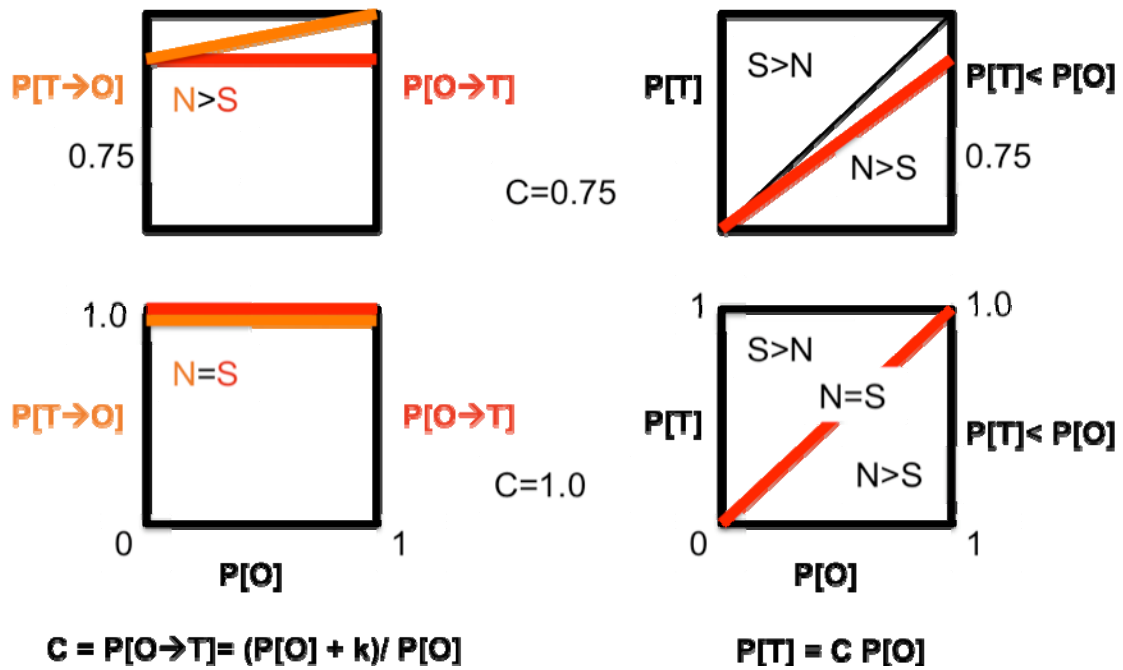 P[T→O]
N>S
P[O→T]
0.75
C=0.75
S>N
P[T]
P[T]< P[O]
N>S
0.75
1.0
N=S
P[T→O]
P[O→T]
C=1.0
0
1
P[O]
1
S>N
1.0
N=S
P[T]
P[T]< P[O]
N>S
0
1
P[O]
C = P[O→T]= (P[O] + k)/ P[O]
P[T] = C P[O]